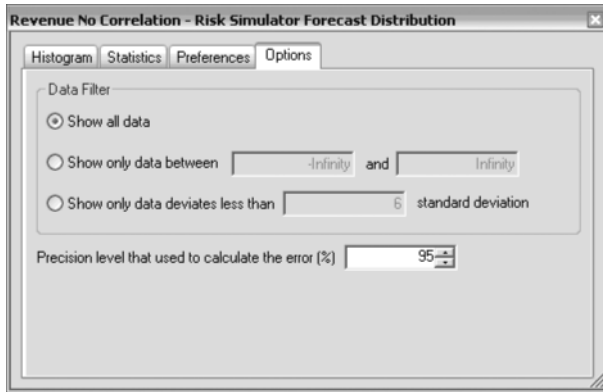 Revenue No Correlation - Risk Simulator Forecast Distribution
Histogram Statistics Preferences Options
Data Filter
Show all data
Show only data between -Infinity and Infinity
Show only data deviates less than 6 standard deviation
Precision level that used to calculate the error (%) 95